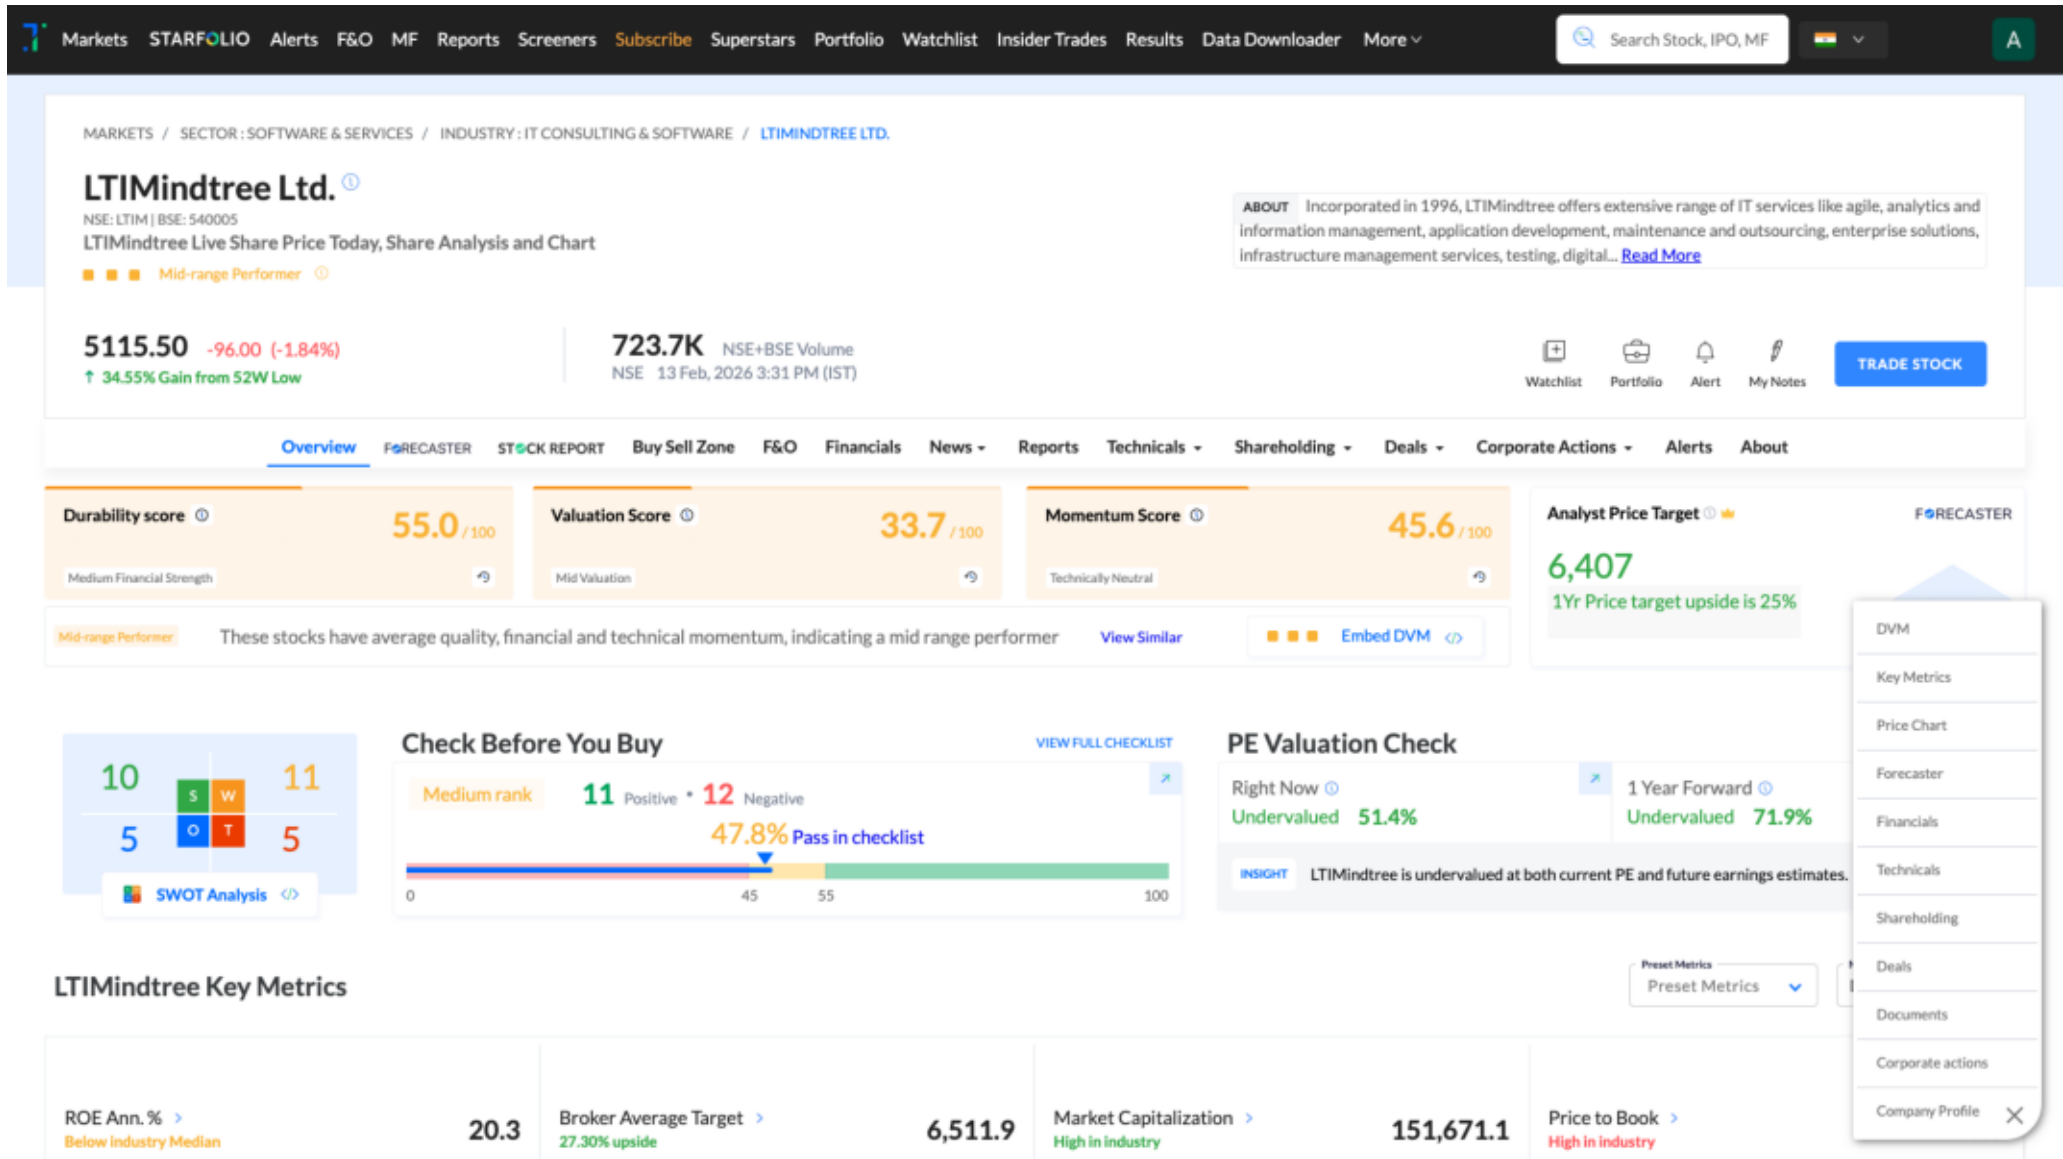 Markets STARFOLIO Alerts F&O MF Reports Screeners Subscribe Superstars Portfolio Watchlist Insider Trades Results Data Downloader More Search Stock, IPO, MF A
MARKETS / SECTOR : SOFTWARE & SERVICES / INDUSTRY : IT CONSULTING & SOFTWARE / LTIMINDTREE LTD.
LTIMindtree Ltd.
NSE: LTIM | BSE: 540005
LTIMindtree Live Share Price Today, Share Analysis and Chart
Mid-range Performer
ABOUT Incorporated in 1996, LTIMindtree offers extensive range of IT services like agile, analytics and
information management, application development, maintenance and outsourcing, enterprise solutions,
infrastructure management services, testing, digital... Read More
5115.50 -96.00 (-1.84%)
↑ 34.55% Gain from 52W Low
723.7K NSE+BSE Volume
NSE 13 Feb, 2026 3:31 PM (IST)
Watchlist Portfolio Alert My Notes TRADE STOCK
Overview FORECASTER STOCK REPORT Buy Sell Zone F&O Financials News Reports Technicals Shareholding Deals Corporate Actions Alerts About
Durability score 55.0 / 100
Medium Financial Strength
Valuation Score 33.7 / 100
Mid Valuation
Momentum Score 45.6 / 100
Technically Neutral
Analyst Price Target FORECASTER
6,407
1Yr Price target upside is 25%
Mid-range Performer These stocks have average quality, financial and technical momentum, indicating a mid range performer View Similar Embed DVM </>
10 11
S W
O T
5 5
SWOT Analysis </>
Check Before You Buy VIEW FULL CHECKLIST
Medium rank 11 Positive * 12 Negative
47.8% Pass in checklist
0 45 55 100
PE Valuation Check
Right Now
Undervalued 51.4%
1 Year Forward
Undervalued 71.9%
INSIGHT LTIMindtree is undervalued at both current PE and future earnings estimates.
DVM
Key Metrics
Price Chart
Forecaster
Financials
Technicals
Shareholding
Deals
Documents
Corporate actions
Company Profile
LTIMindtree Key Metrics
Preset Metrics
Preset Metrics
ROE Ann. % 20.3
Below industry Median
Broker Average Target 6,511.9
27.30% upside
Market Capitalization 151,671.1
High in industry
Price to Book
High in industry